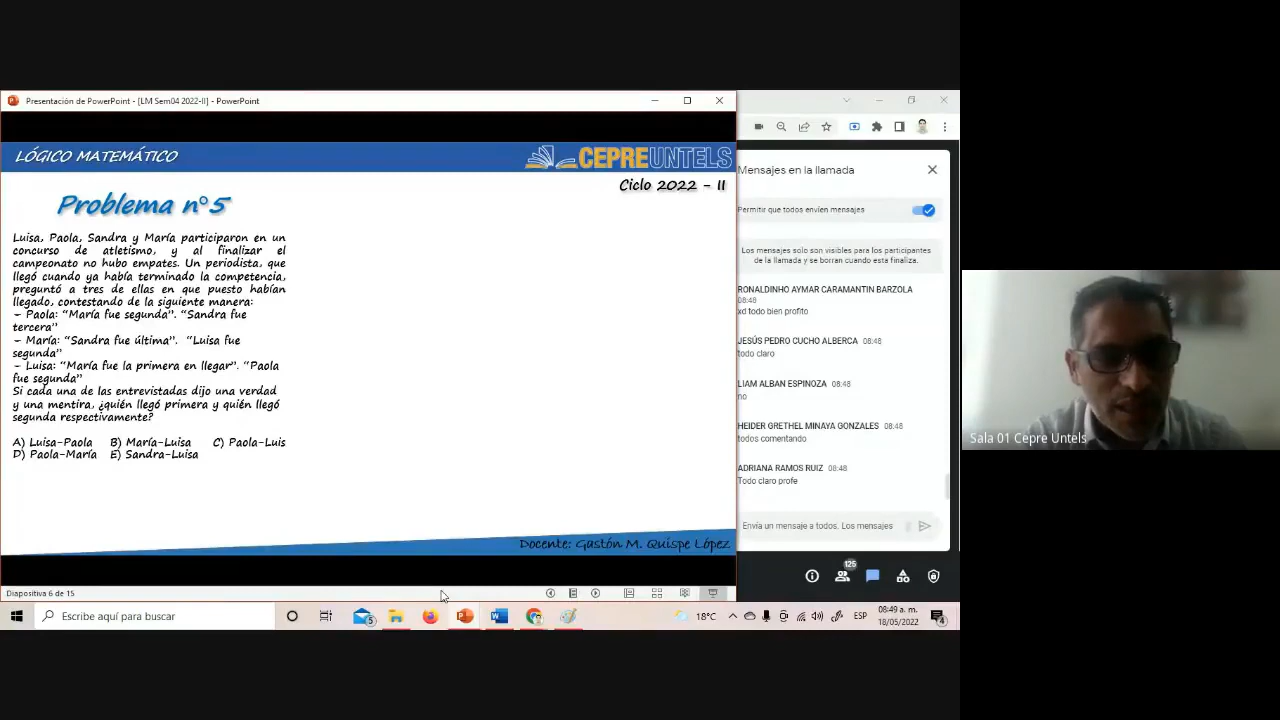 Presentación de PowerPoint - [LM Sem04 2022-II] - PowerPoint
LÓGICO MATEMÁTICO
CEPREUNTELS
Ciclo 2022 - II
Problema n°5
Luisa, Paola, Sandra y María participaron en un
concurso de atletismo, y al finalizar el
campeonato no hubo empates. Un periodista, que
llegó cuando ya había terminado la competencia,
preguntó a tres de ellas en que puesto habían
llegado, contestando de la siguiente manera:
- Paola: "María fue segunda". "Sandra fue
tercera"
- María: "Sandra fue última". "Luisa fue
segunda"
- Luisa: "María fue la primera en llegar". "Paola
fue segunda"
Si cada una de las entrevistadas dijo una verdad
y una mentira, ¿quién llegó primera y quién llegó
segunda respectivamente?
A) Luisa-Paola B) María-Luisa C) Paola-Luis
D) Paola-María E) Sandra-Luisa
Docente: Gastón M. Quispe López
Diapositiva 6 de 15
Mensajes en la llamada
Permitir que todos envíen mensajes
Los mensajes solo son visibles para los participantes
de la llamada y se borran cuando esta finaliza.
RONALDINHO AYMAR CARAMANTIN BARZOLA
08:48
xd todo bien profito
JESÚS PEDRO CUCHO ALBERCA 08:48
todo claro
LIAM ALBAN ESPINOZA 08:48
no
HEIDER GRETHEL MINAYA GONZALES 08:48
todos comentando
ADRIANA RAMOS RUIZ 08:48
Todo claro profe
Envía un mensaje a todos. Los mensajes
125
Sala 01 Cepre Untels
Escribe aquí para buscar
5
18°C
ESP
08:49 a. m.
18/05/2022
4